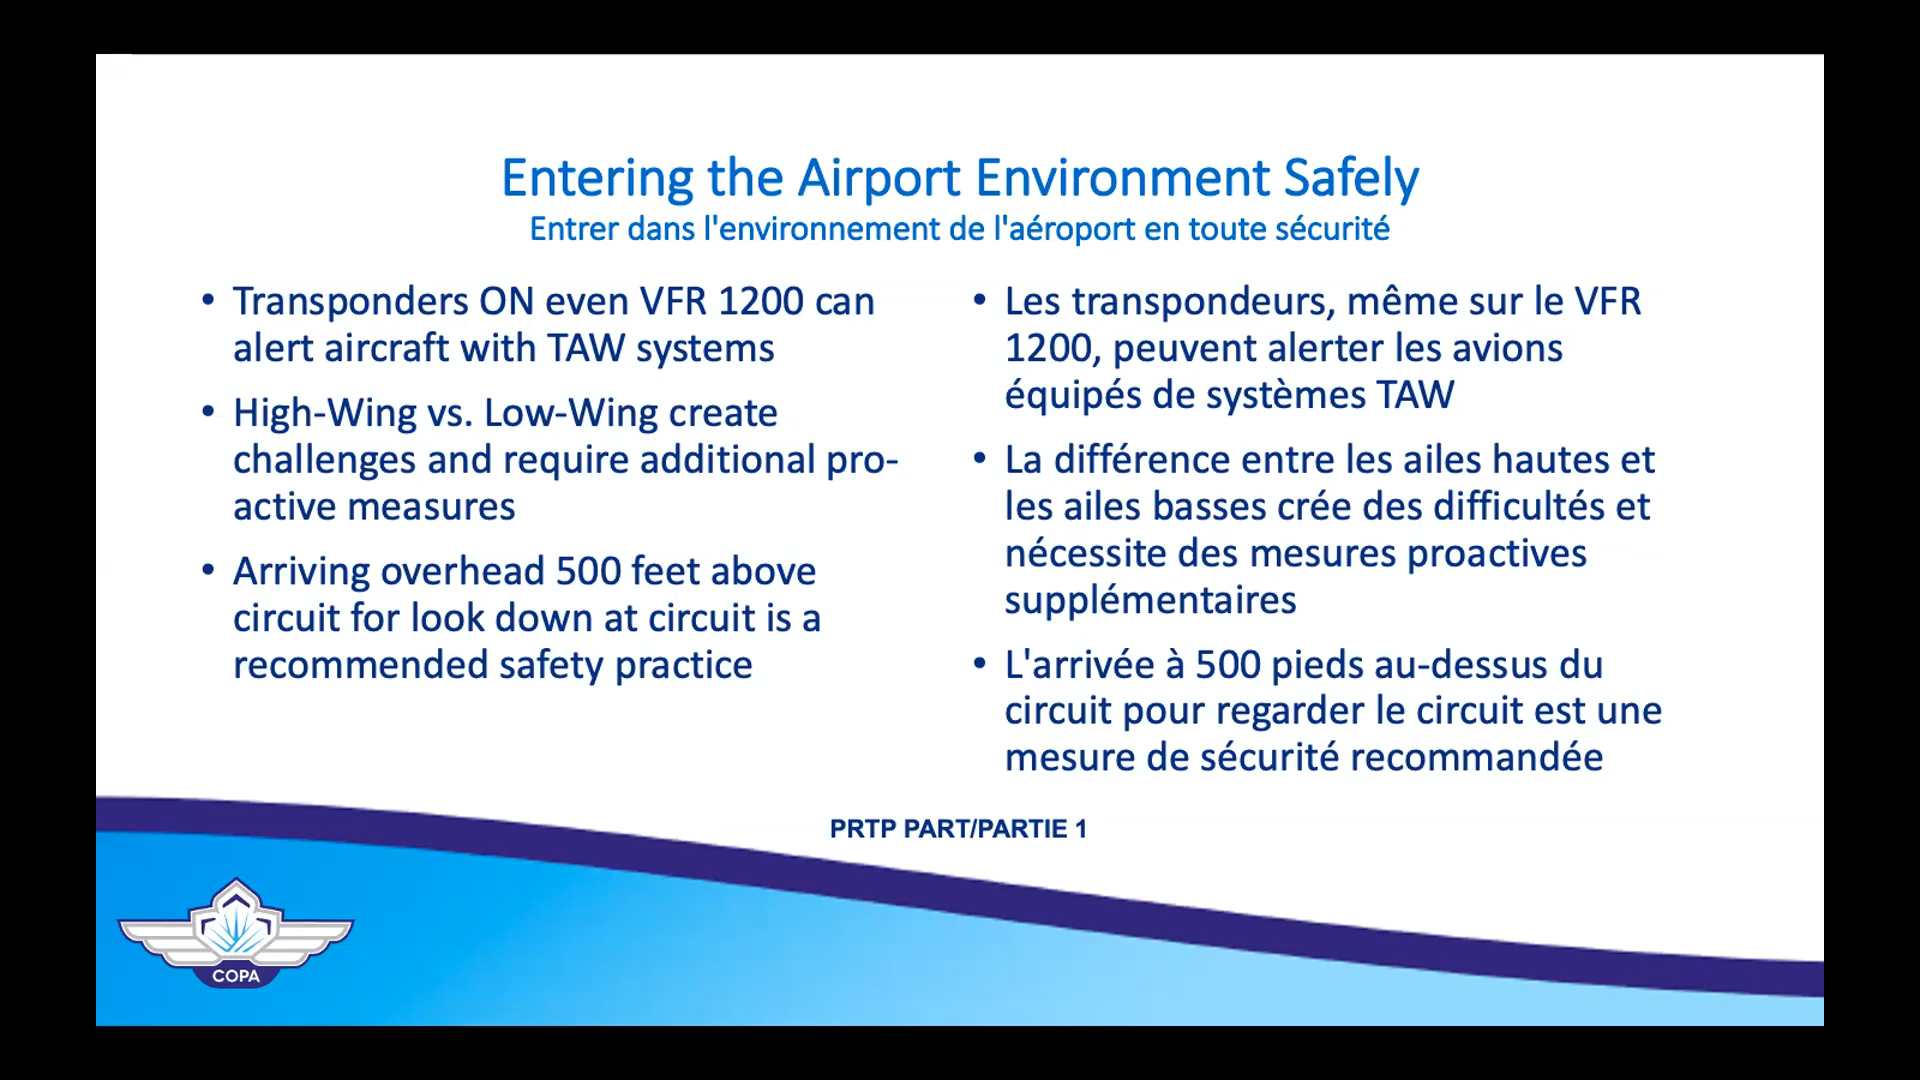 Entering the Airport Environment Safely
Entrer dans l'environnement de l'aéroport en toute sécurité
• Transponders ON even VFR 1200 can
alert aircraft with TAW systems
• High-Wing vs. Low-Wing create
challenges and require additional pro-
active measures
• Arriving overhead 500 feet above
circuit for look down at circuit is a
recommended safety practice
• Les transpondeurs, même sur le VFR
1200, peuvent alerter les avions
équipés de systèmes TAW
• La différence entre les ailes hautes et
les ailes basses crée des difficultés et
nécessite des mesures proactives
supplémentaires
• L'arrivée à 500 pieds au-dessus du
circuit pour regarder le circuit est une
mesure de sécurité recommandée
PRTP PART/PARTIE 1
COPA